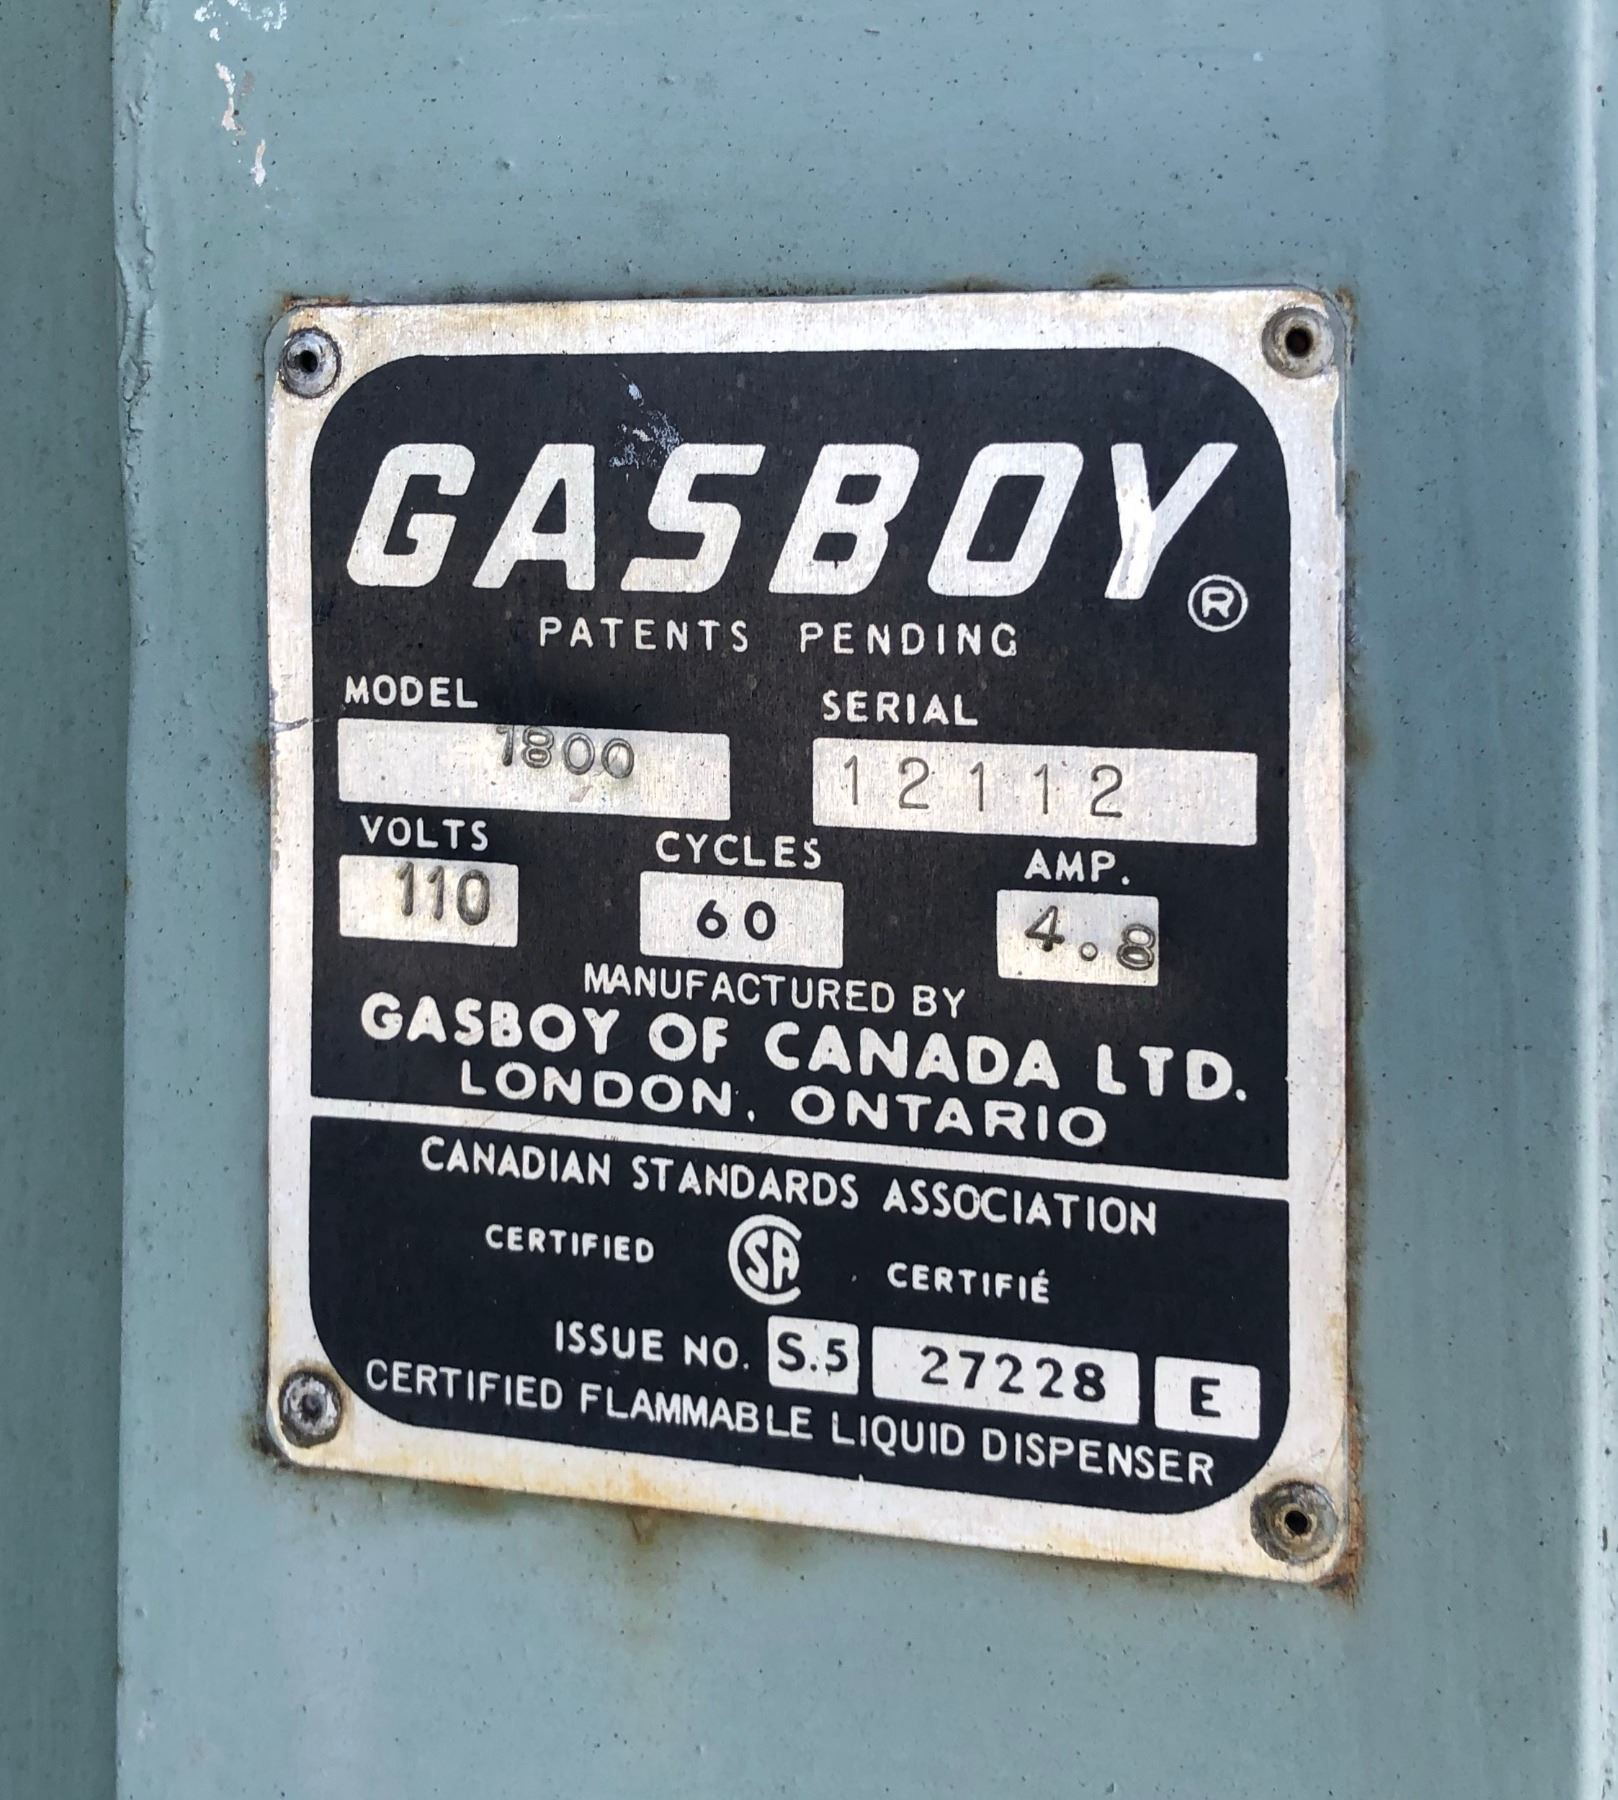 GASBOY ®
PATENTS PENDING
MODEL SERIAL
1800 12112
VOLTS CYCLES AMP.
110 60 4.8
MANUFACTURED BY
GASBOY OF CANADA LTD.
LONDON, ONTARIO
CANADIAN STANDARDS ASSOCIATION
CERTIFIED CSA CERTIFIÉ
ISSUE NO. S.5 27228 E
CERTIFIED FLAMMABLE LIQUID DISPENSER